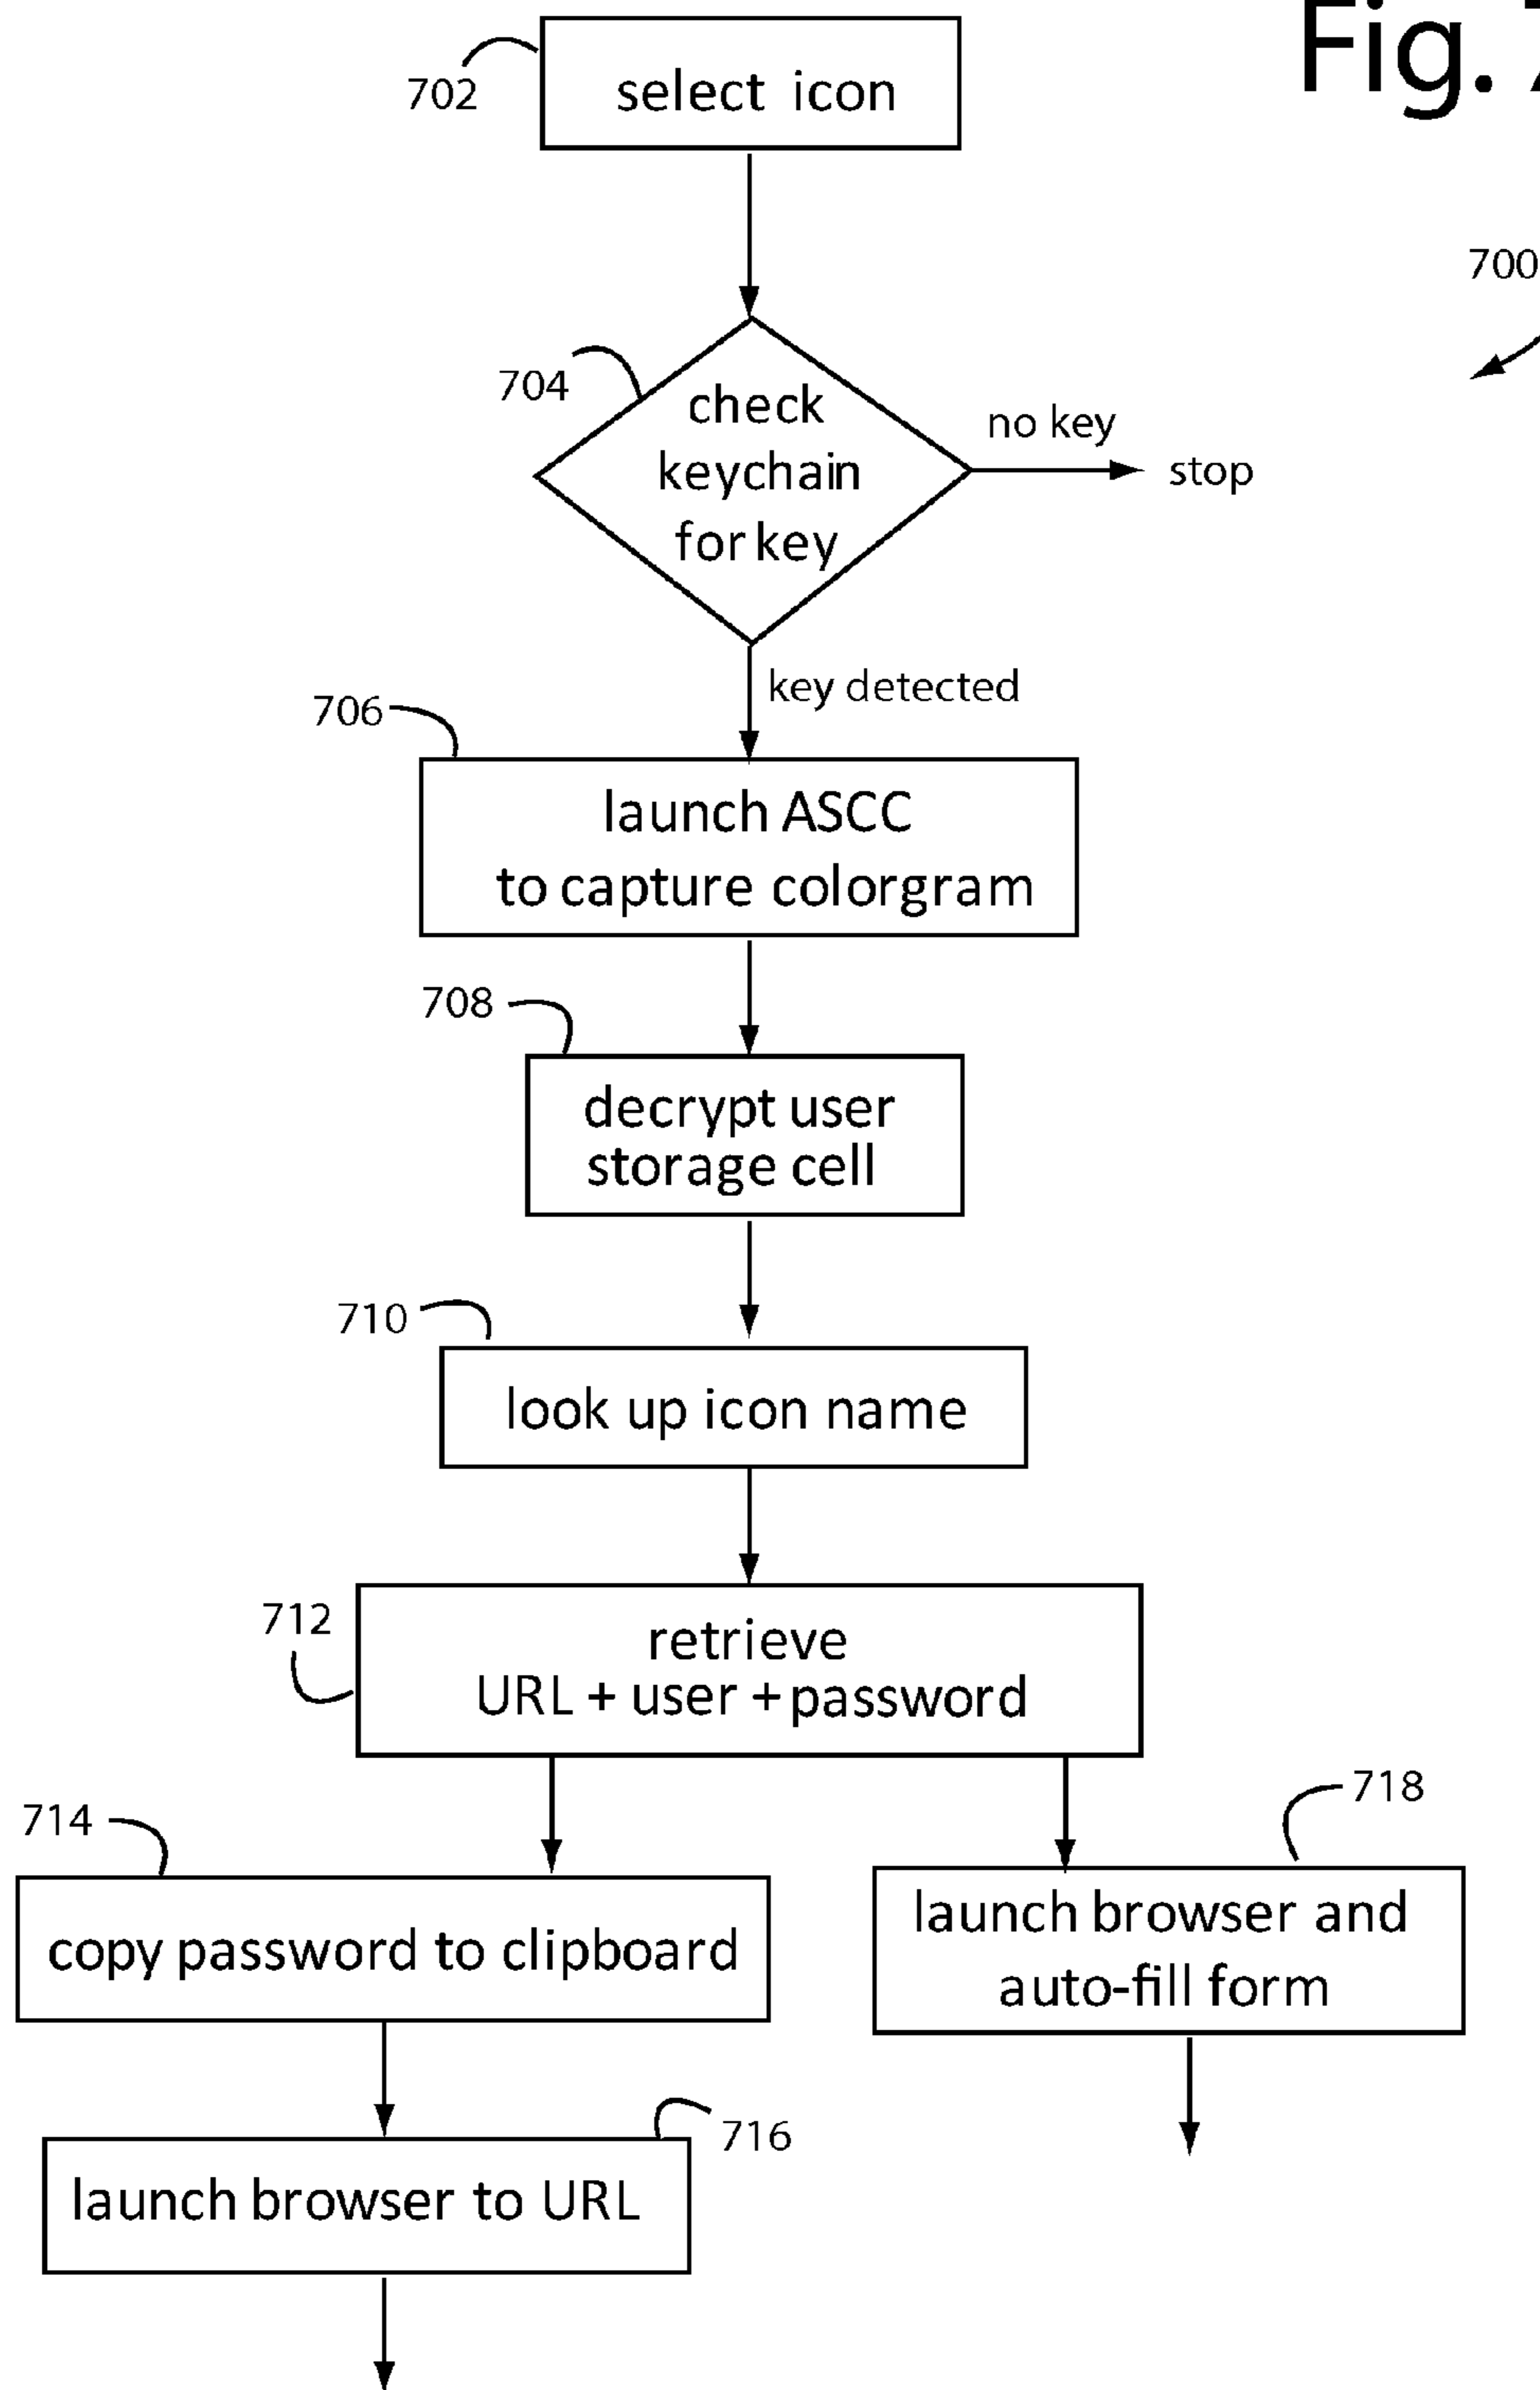 Fig. 7
702
select icon
700
704
check
keychain
for key
no key
stop
key detected
706
launch ASCC
to capture colorgram
708
decrypt user
storage cell
710
look up icon name
712
retrieve
URL + user +password
714
718
copy password to clipboard
launch browser and
auto-fill form
716
launch browser to URL